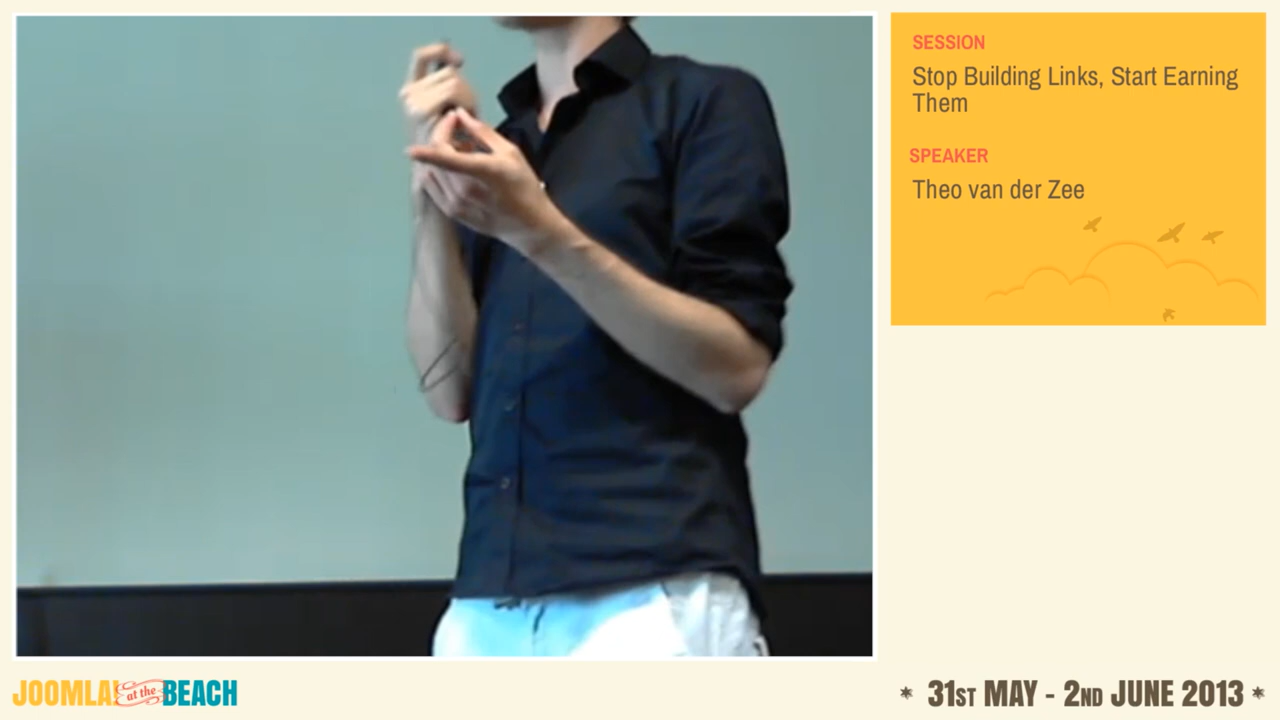 SESSION
Stop Building Links, Start Earning
Them
SPEAKER
Theo van der Zee
JOOMLA! at the BEACH
* 31ST MAY - 2ND JUNE 2013 *